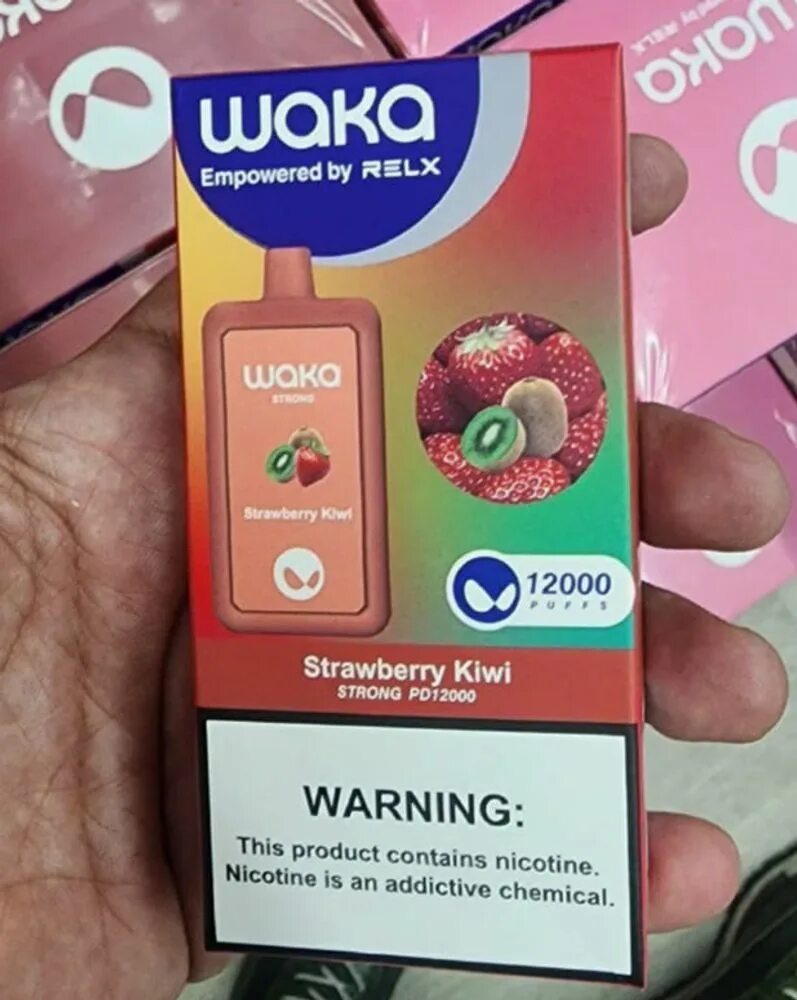 waka
Empowered by RELX
waka
STRONG
Strawberry Kiwi
12000
PUFFS
Strawberry Kiwi
STRONG PD12000
WARNING:
This product contains nicotine.
Nicotine is an addictive chemical.
waka